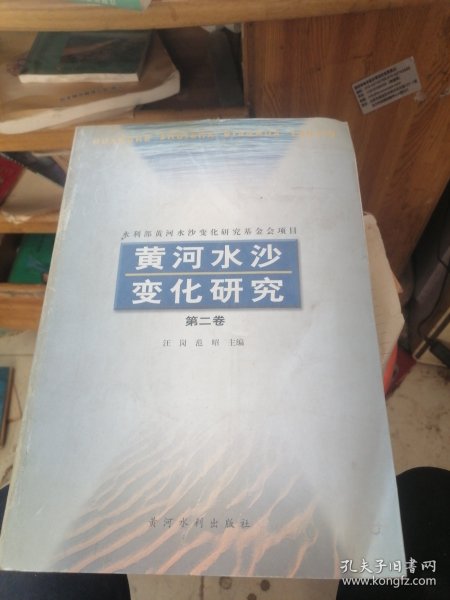 水利部黄河水沙变化研究基金会项目
黄河水沙
变化研究
第二卷
汪岗 范昭 主编
黄河水利出版社
孔夫子旧书网
www.kongfz.com